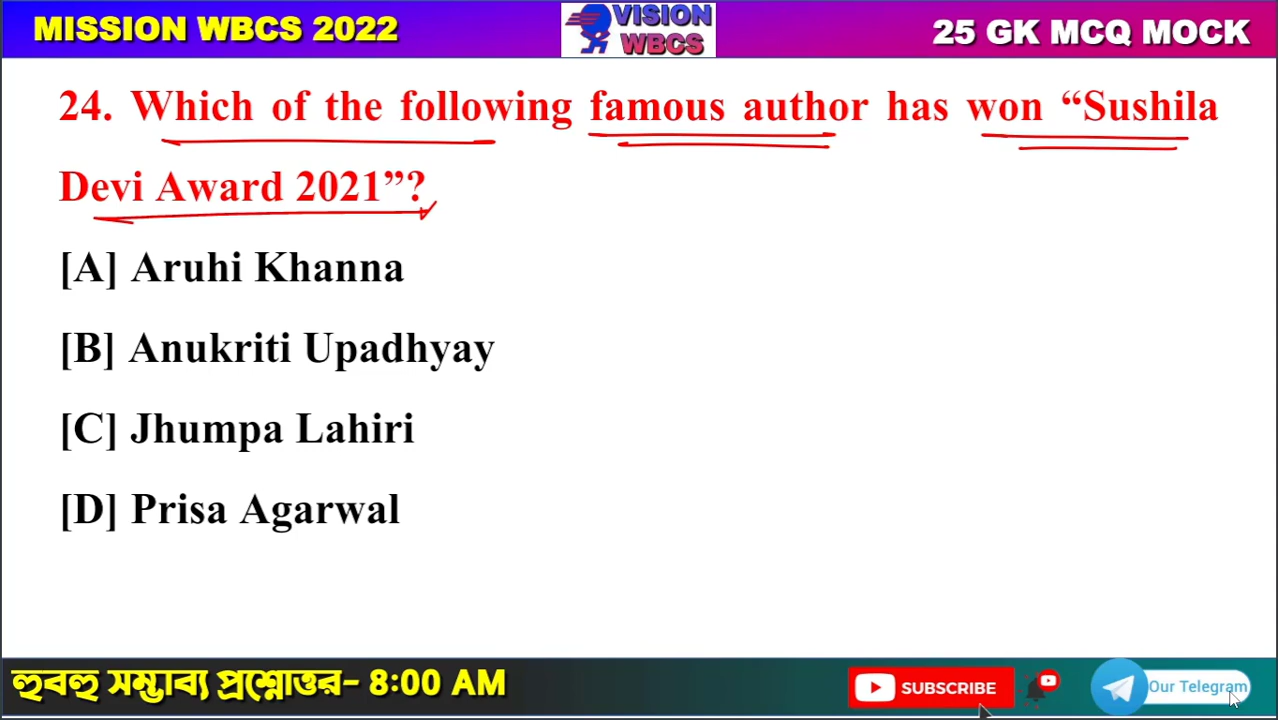 MISSION WBCS 2022
VISION
WBCS
25 GK MCQ MOCK
24. Which of the following famous author has won “Sushila
Devi Award 2021”?
[A] Aruhi Khanna
[B] Anukriti Upadhyay
[C] Jhumpa Lahiri
[D] Prisa Agarwal
হুবহু সম্ভাব্য প্রশ্নোত্তর- 8:00 AM
SUBSCRIBE
Our Telegram